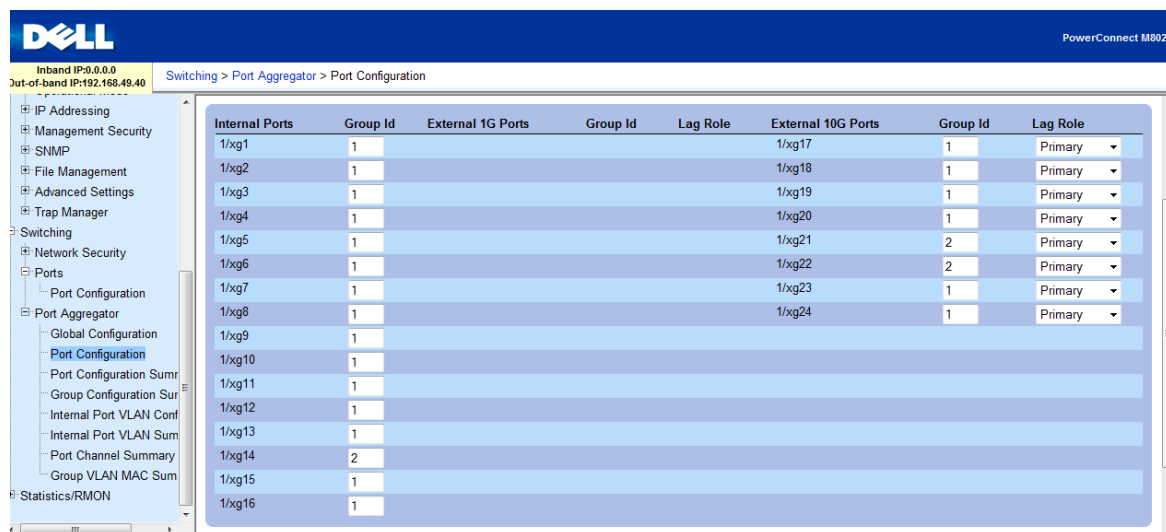 DELL
PowerConnect M802
Inband IP:0.0.0.0
Out-of-band IP:192.168.49.40
Switching > Port Aggregator > Port Configuration
IP Addressing
Management Security
SNMP
File Management
Advanced Settings
Trap Manager
Switching
Network Security
Ports
Port Configuration
Port Aggregator
Global Configuration
Port Configuration
Port Configuration Summ
Group Configuration Sur
Internal Port VLAN Conf
Internal Port VLAN Sum
Port Channel Summary
Group VLAN MAC Sum
Statistics/RMON
Internal Ports Group Id External 1G Ports Group Id Lag Role External 10G Ports Group Id Lag Role
1/xg1 1 1/xg17 1 Primary
1/xg2 1 1/xg18 1 Primary
1/xg3 1 1/xg19 1 Primary
1/xg4 1 1/xg20 1 Primary
1/xg5 1 1/xg21 2 Primary
1/xg6 1 1/xg22 2 Primary
1/xg7 1 1/xg23 1 Primary
1/xg8 1 1/xg24 1 Primary
1/xg9 1
1/xg10 1
1/xg11 1
1/xg12 1
1/xg13 1
1/xg14 2
1/xg15 1
1/xg16 1